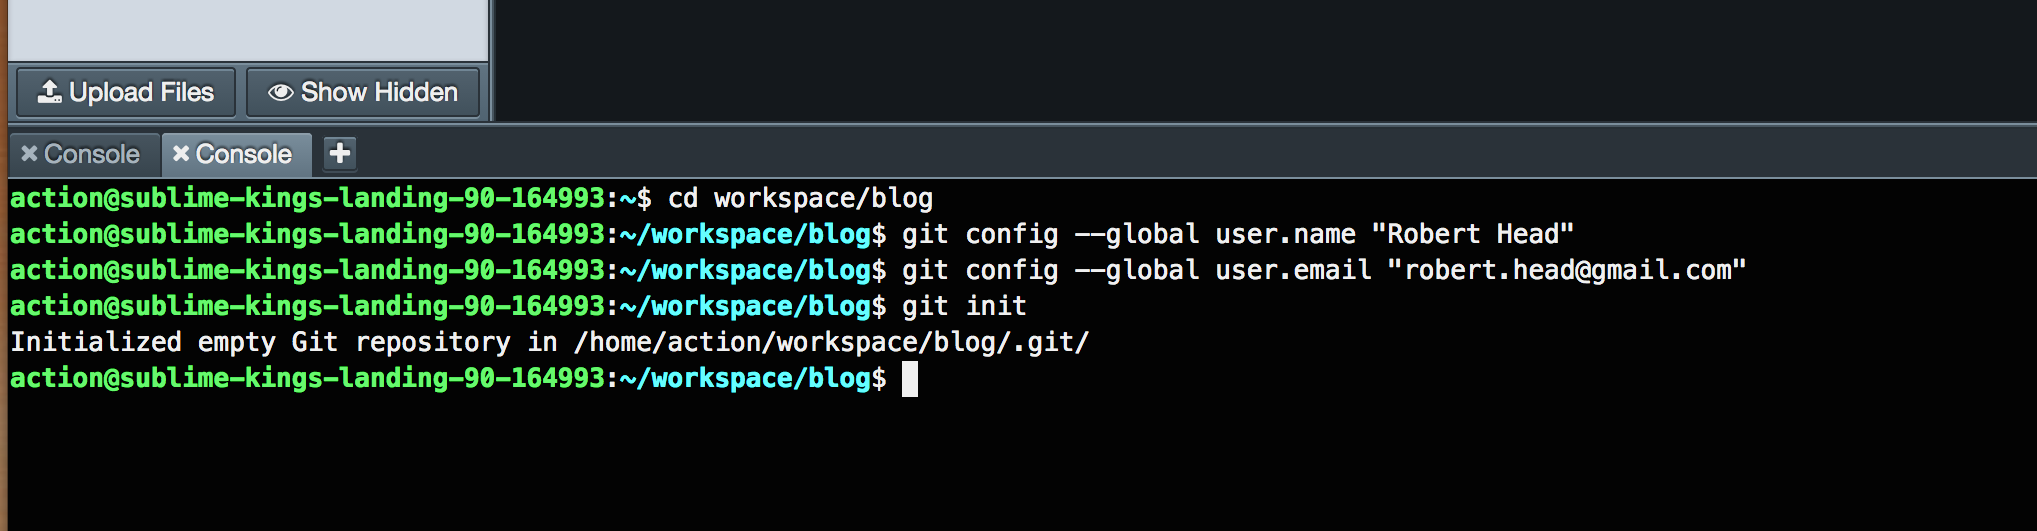 Upload Files Show Hidden
Console Console
action@sublime-kings-landing-90-164993:~$ cd workspace/blog
action@sublime-kings-landing-90-164993:~/workspace/blog$ git config --global user.name "Robert Head"
action@sublime-kings-landing-90-164993:~/workspace/blog$ git config --global user.email "robert.head@gmail.com"
action@sublime-kings-landing-90-164993:~/workspace/blog$ git init
Initialized empty Git repository in /home/action/workspace/blog/.git/
action@sublime-kings-landing-90-164993:~/workspace/blog$